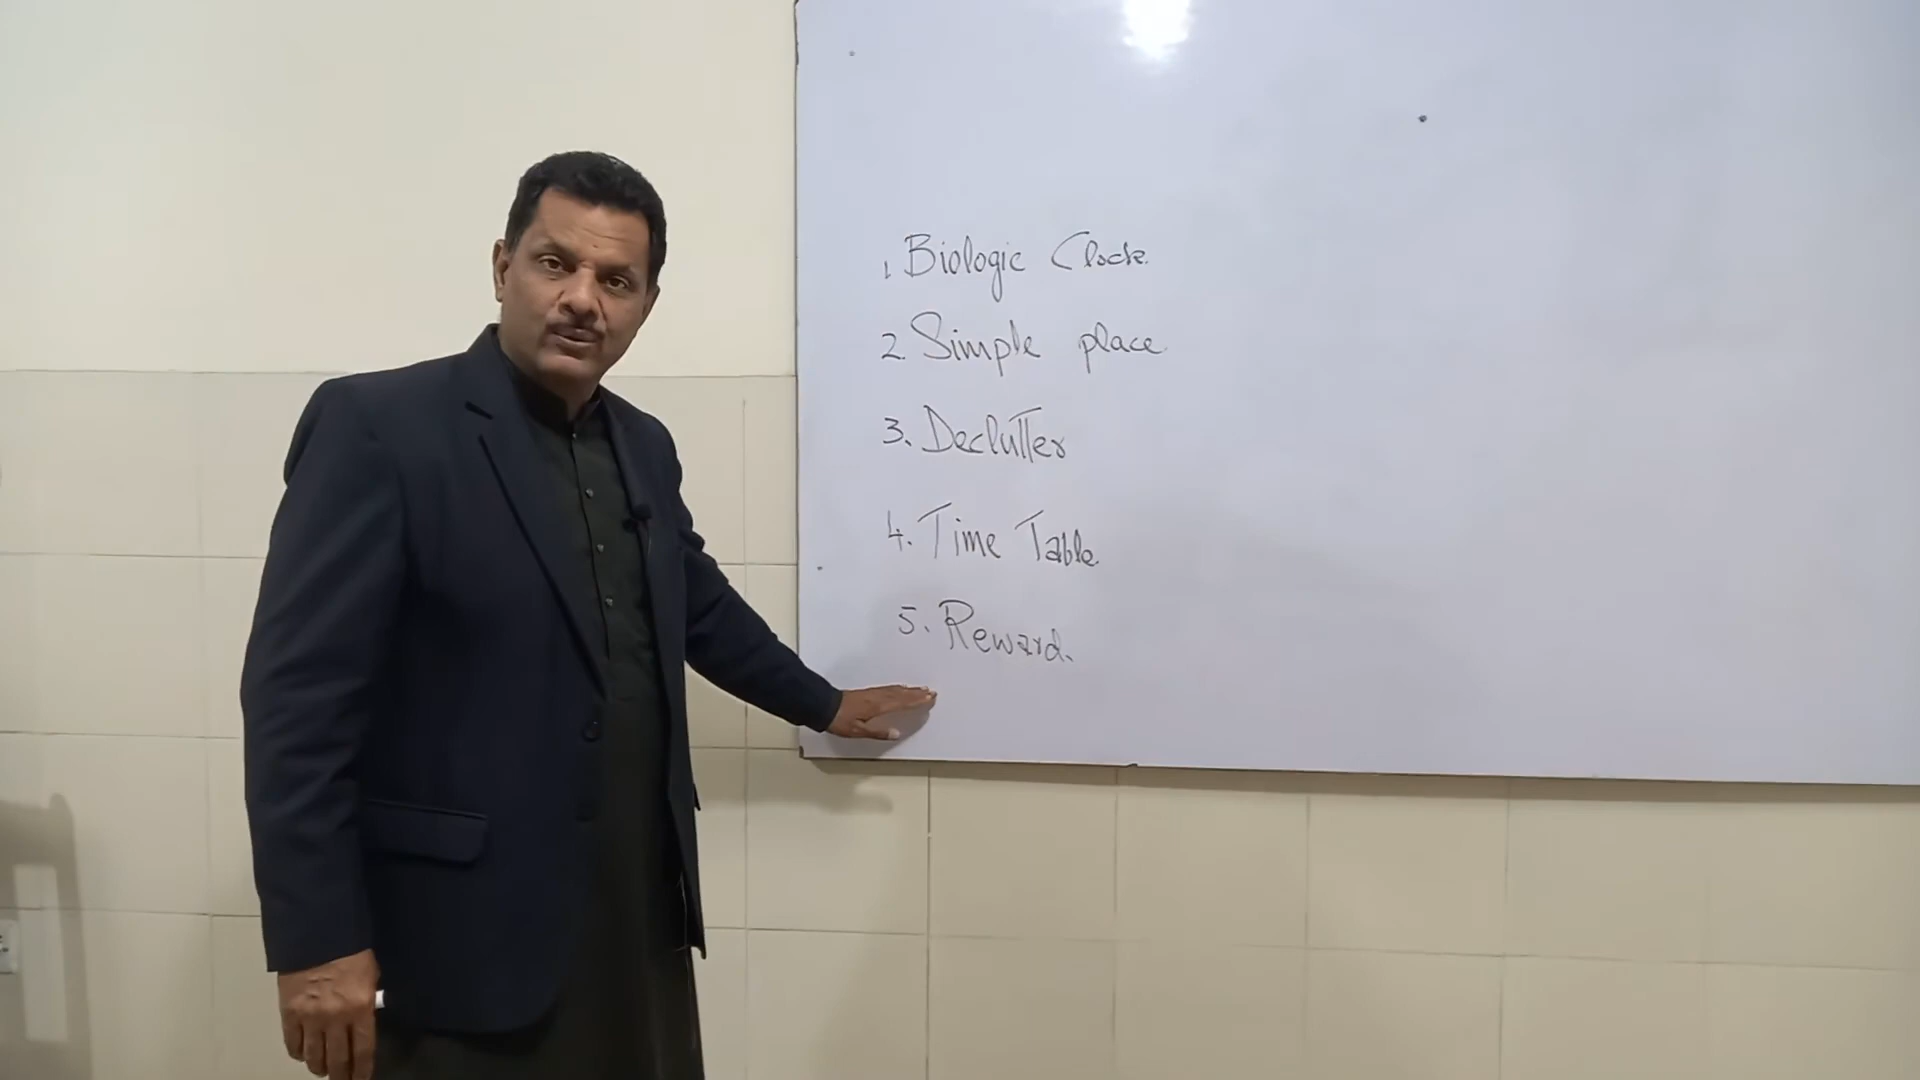 1. Biologic Clock.
2. Simple place
3. Declutter
4. Time Table
5. Reward.